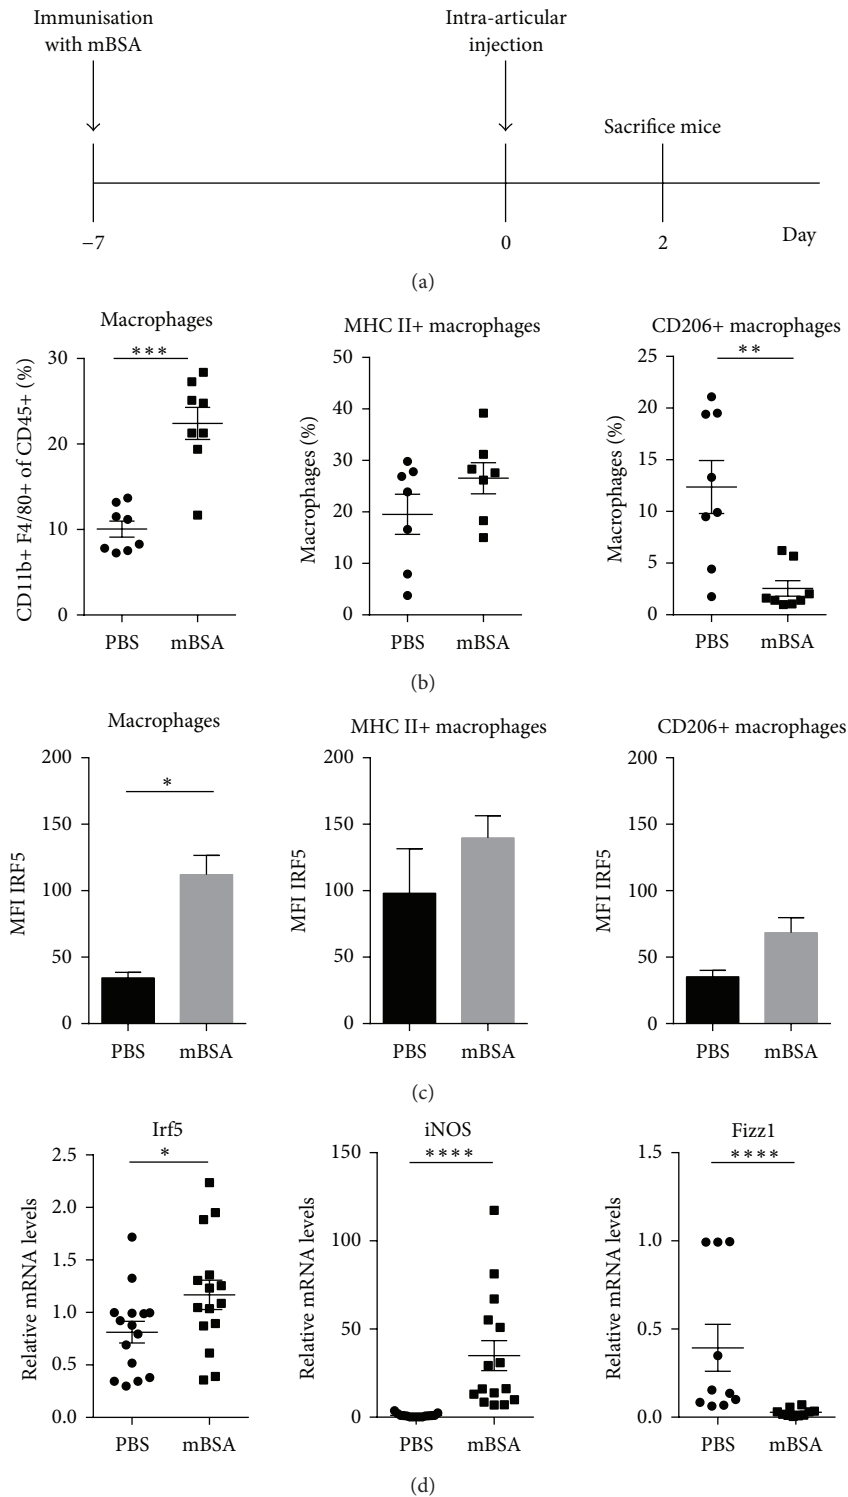 Immunisation
with mBSA
Intra-articular
injection
Sacrifice mice
−7
0
2
Day
(a)
Macrophages
MHC II+ macrophages
CD206+ macrophages
CD11b+ F4/80+ of CD45+ (%)
30
20
10
0
***
PBS
mBSA
Macrophages (%)
50
40
30
20
10
0
PBS
mBSA
Macrophages (%)
25
20
15
10
5
0
**
PBS
mBSA
(b)
Macrophages
MHC II+ macrophages
CD206+ macrophages
MFI IRF5
200
150
100
50
0
*
PBS
mBSA
MFI IRF5
200
150
100
50
0
PBS
mBSA
MFI IRF5
200
150
100
50
0
PBS
mBSA
(c)
Irf5
iNOS
Fizz1
Relative mRNA levels
2.5
2.0
1.5
1.0
0.5
0.0
*
PBS
mBSA
Relative mRNA levels
150
100
50
0
****
PBS
mBSA
Relative mRNA levels
1.5
1.0
0.5
0.0
****
PBS
mBSA
(d)